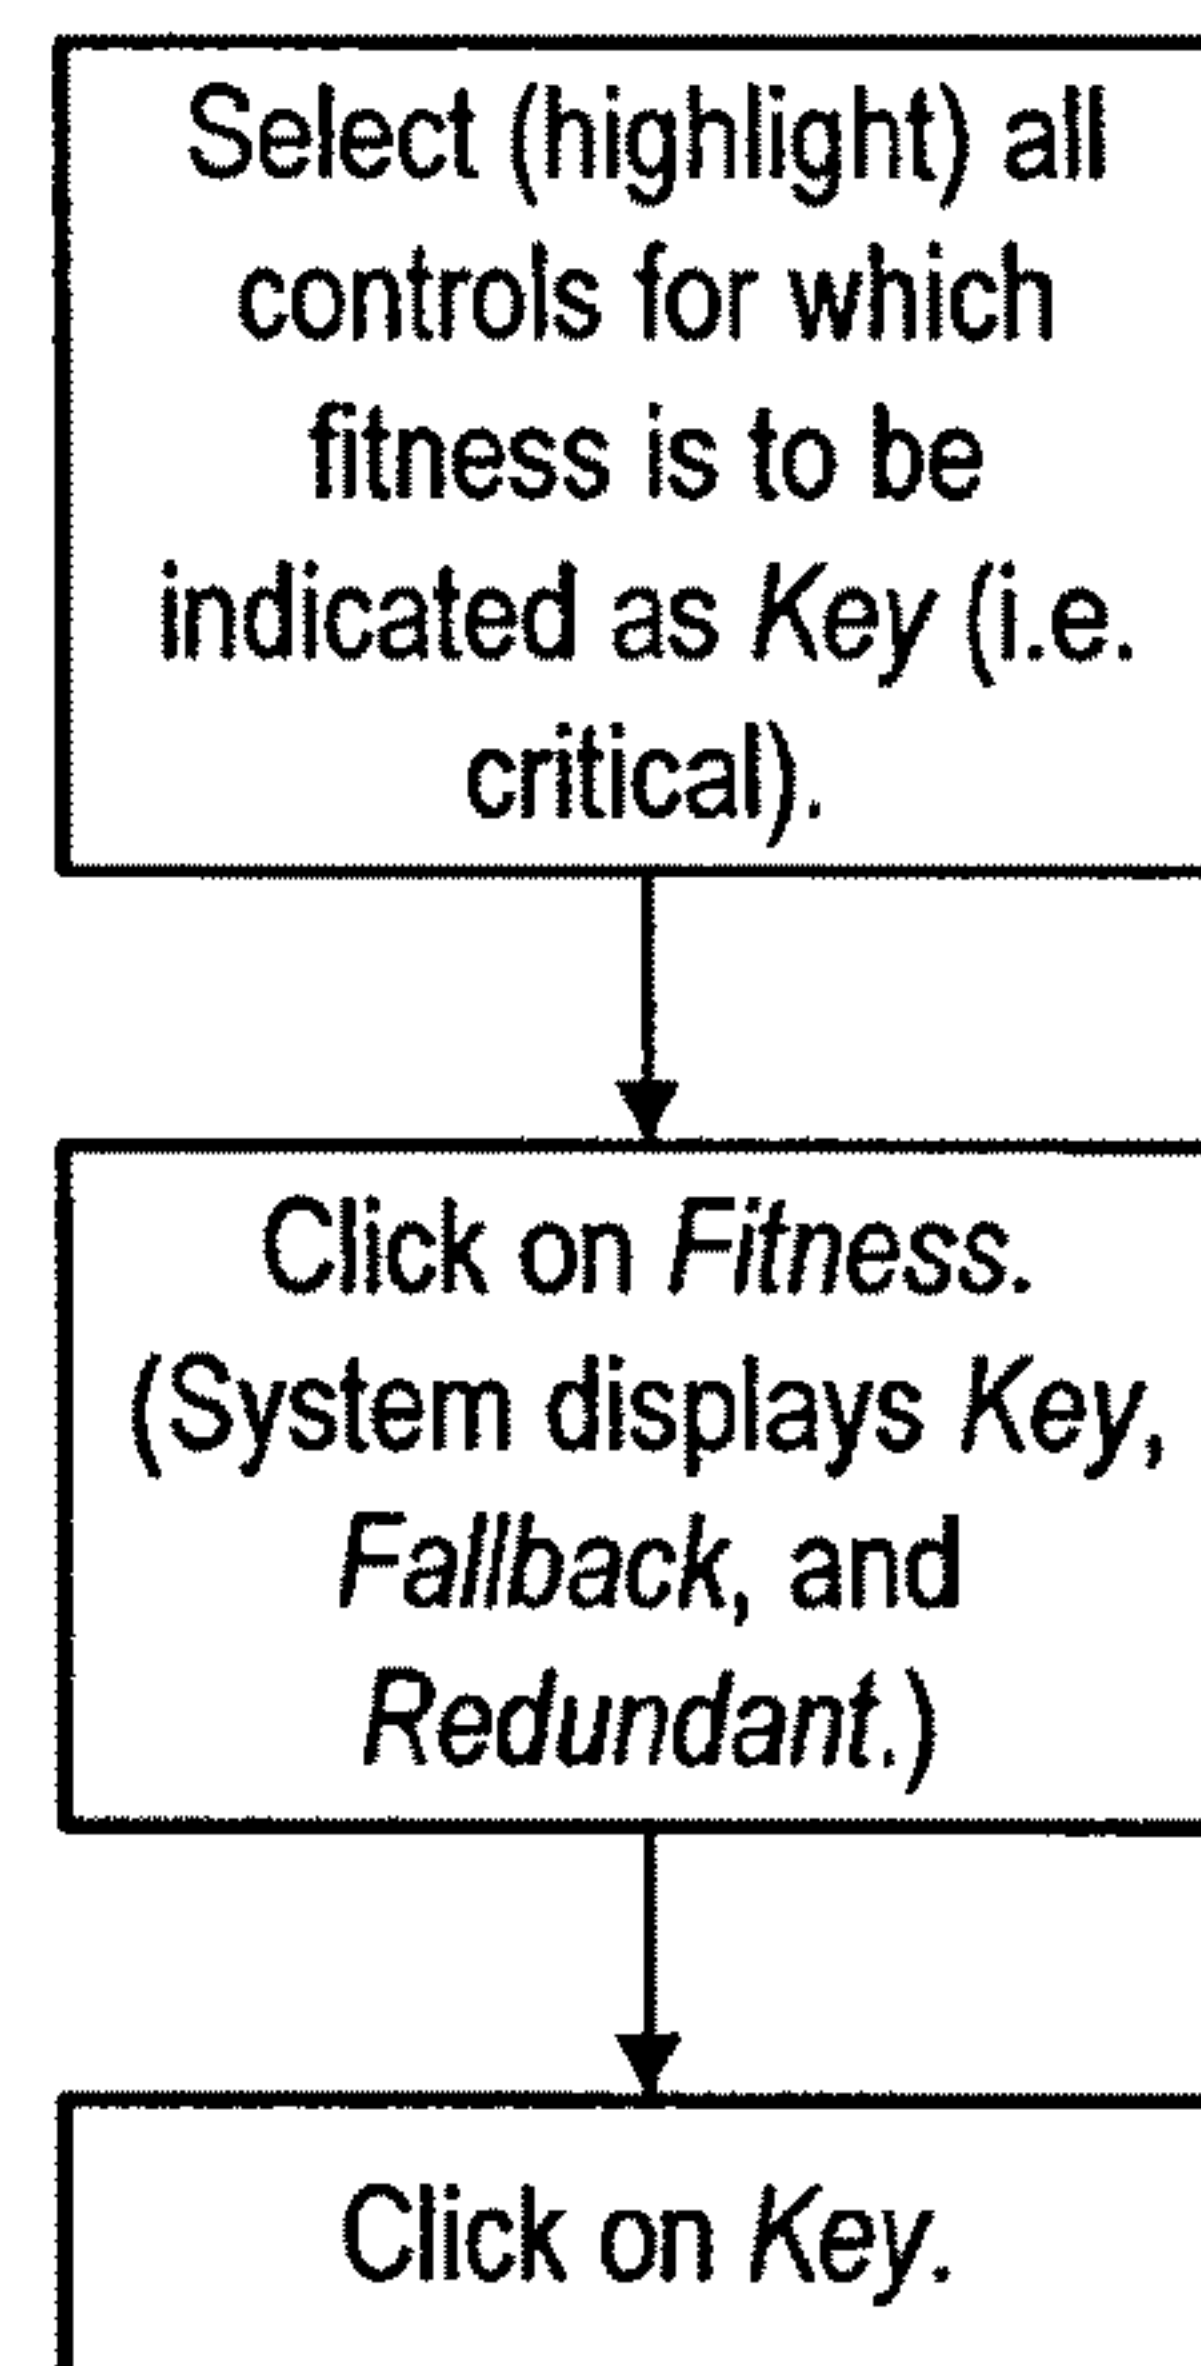 Select (highlight) all
controls for which
fitness is to be
indicated as Key (i.e.
critical).
Click on Fitness.
(System displays Key,
Fallback, and
Redundant.)
Click on Key.